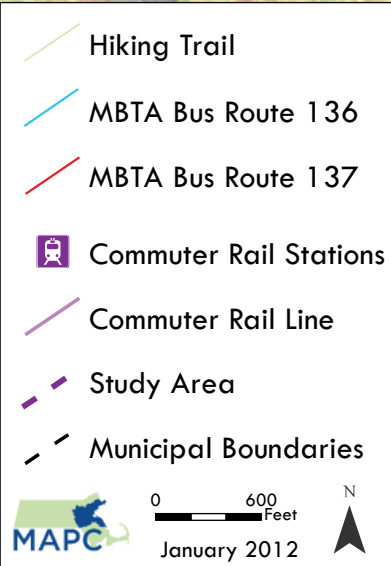 Hiking Trail
MBTA Bus Route 136
MBTA Bus Route 137
Commuter Rail Stations
Commuter Rail Line
Study Area
Municipal Boundaries
0 600
Feet
N
MAPC
January 2012